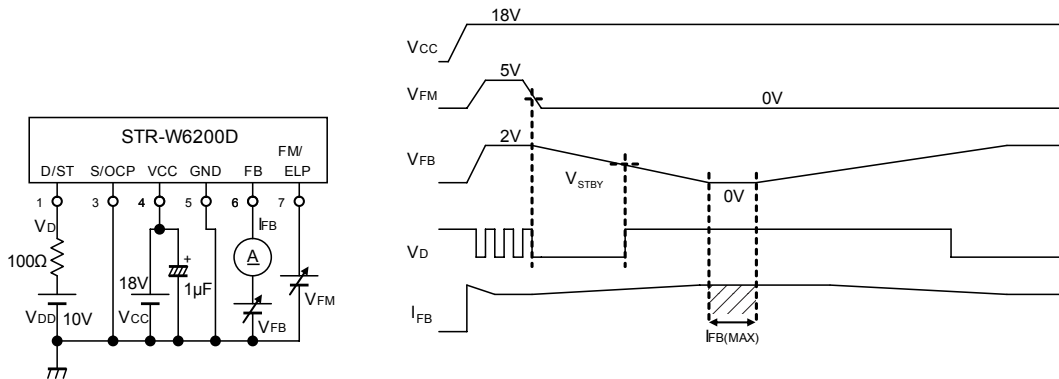 STR-W6200D
FM/
D/ST S/OCP VCC GND FB ELP
1 3 4 5 6 7
VD
IFB
100Ω
A
+
18V
1μF
VFM
VDD 10V
VCC
VFB
18V
VCC
5V
VFM
0V
2V
VFB
VSTBY
0V
VD
IFB
IFB(MAX)